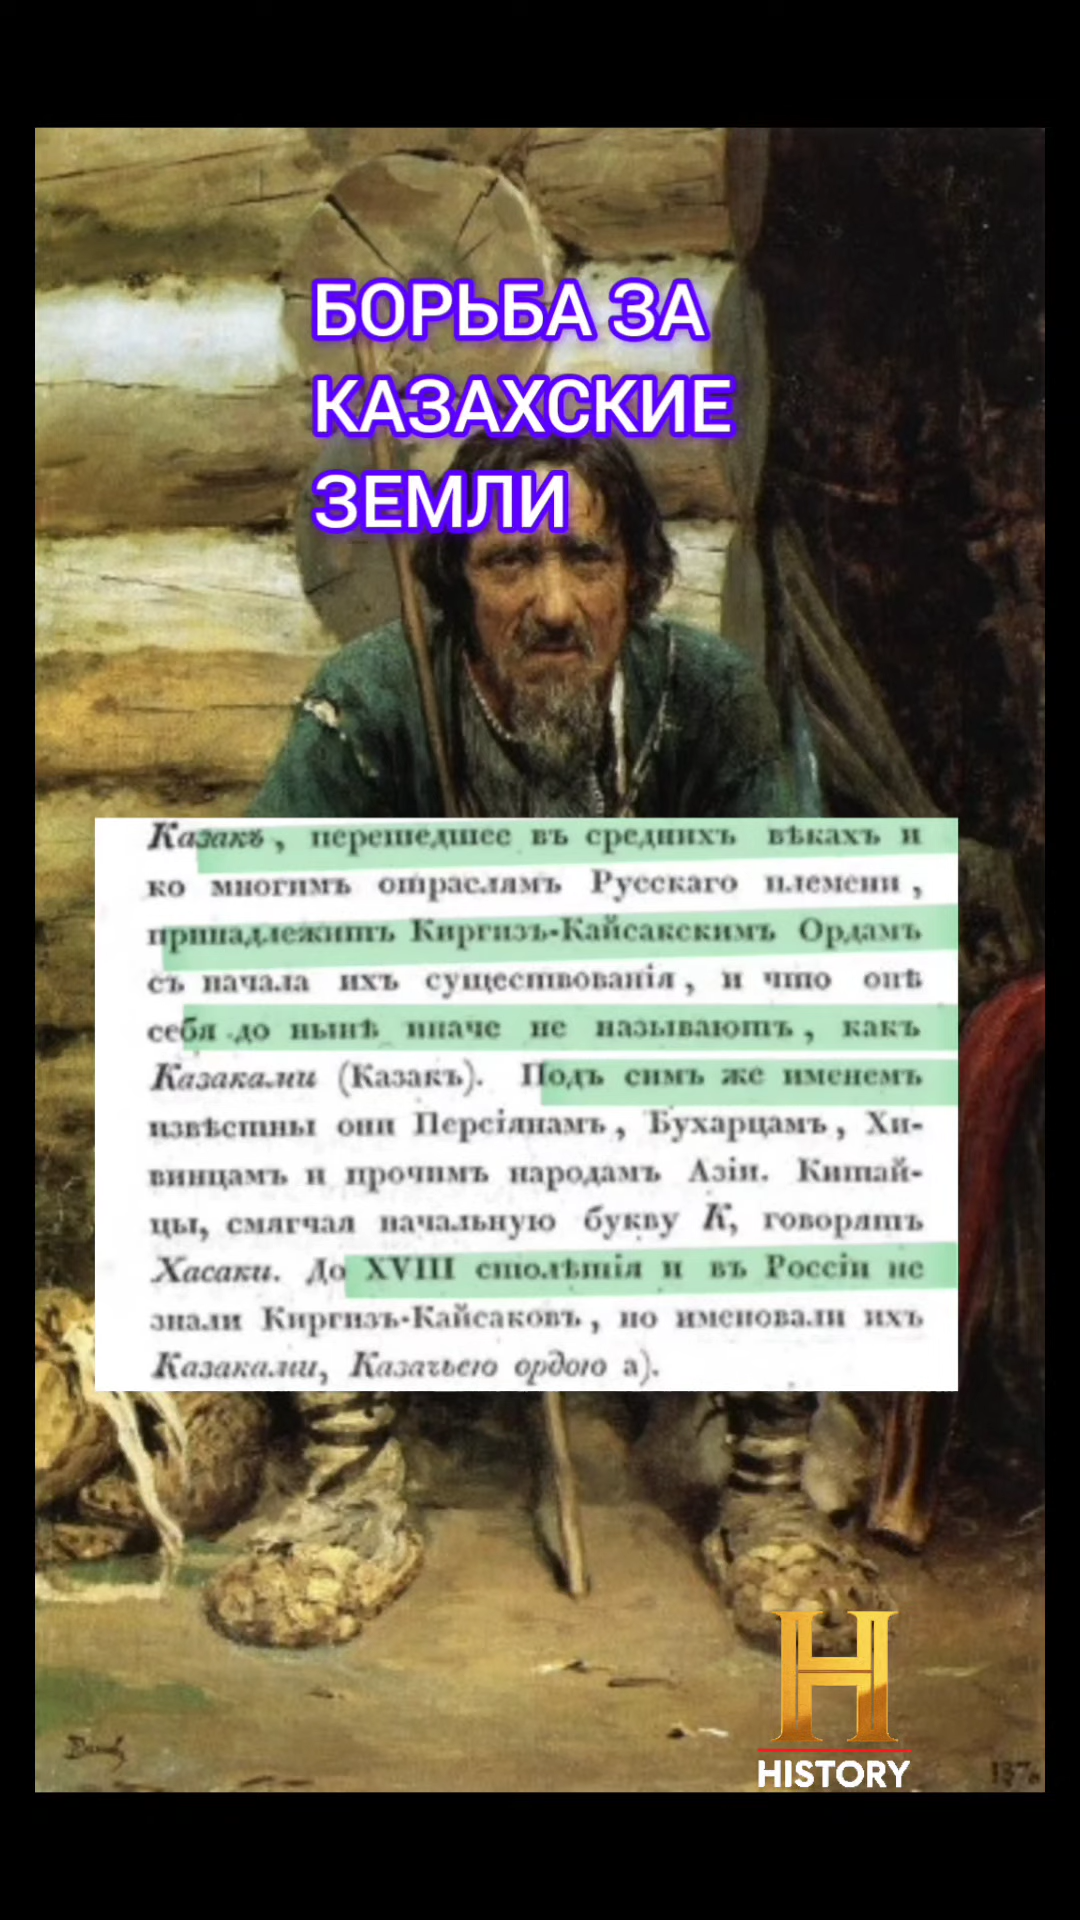 БОРЬБА ЗА
КАЗАХСКИЕ
ЗЕМЛИ
Казакъ, перешедшее въ среднихъ вѣкахъ и
ко многимъ отраслямъ Русскаго племени,
принадлежитъ Киргизъ-Кайсакскимъ Ордамъ
съ начала ихъ существованія, и что онѣ
себя до нынѣ иначе не называютъ, какъ
Казаками (Казакъ). Подъ симъ же именемъ
извѣстны они Персіянамъ, Бухарцамъ, Хи-
винцамъ и прочимъ народамъ Азіи. Китай-
цы, смягчая начальную букву К, говорятъ
Хасаки. До XVIII столѣтія и въ Россіи не
знали Киргизъ-Кайсаковъ, но именовали ихъ
Казаками, Казачьею ордою а).
H
HISTORY